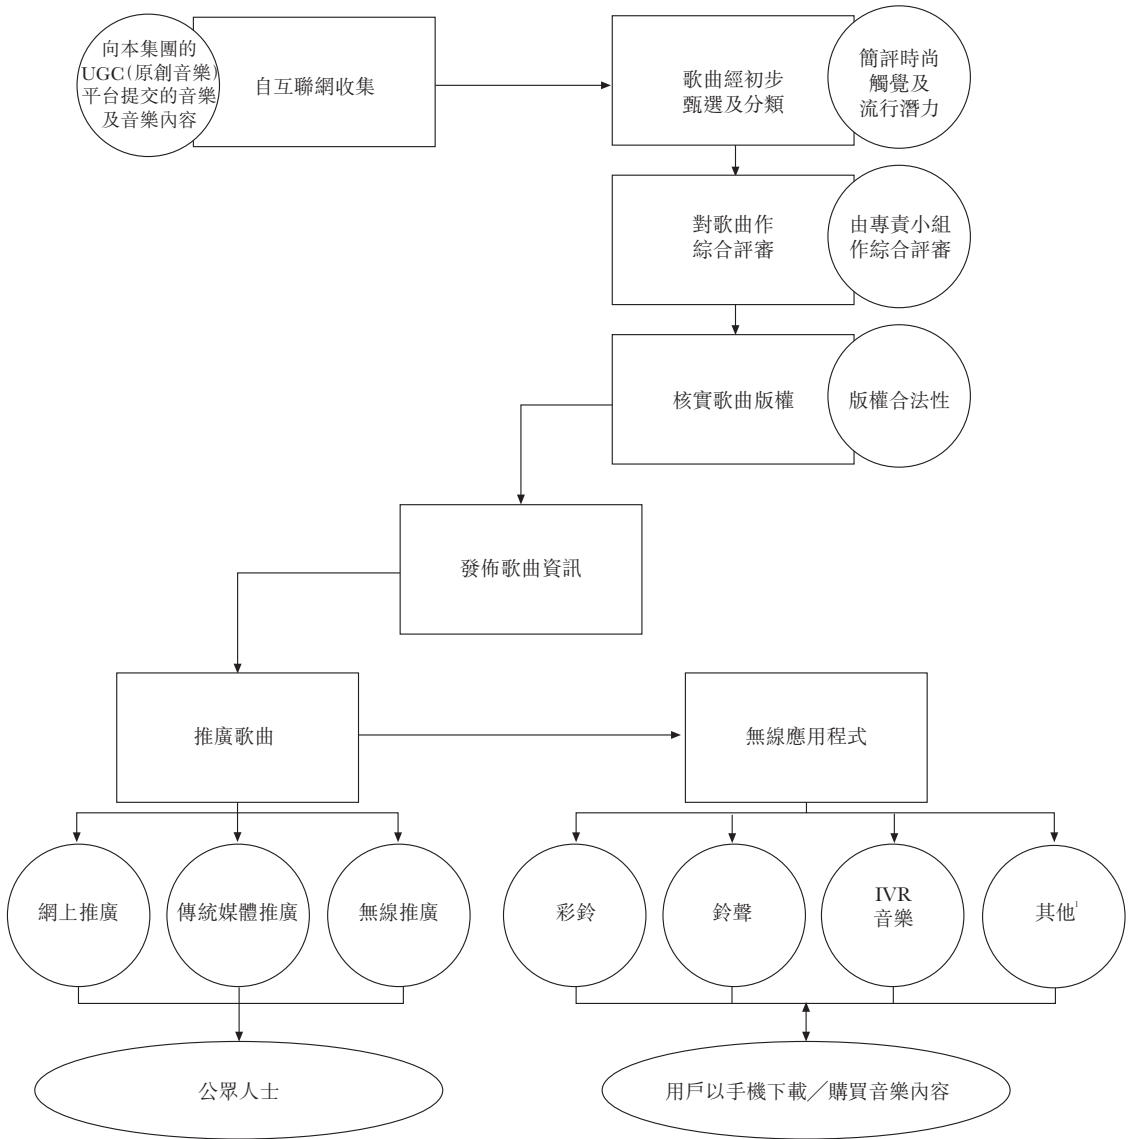 向本集團的
UGC(原創音樂)
平台提交的音樂
及音樂內容
自互聯網收集
歌曲經初步
甄選及分類
簡評時尚
觸覺及
流行潛力
對歌曲作
綜合評審
由專責小組
作綜合評審
核實歌曲版權
版權合法性
發佈歌曲資訊
推廣歌曲
無線應用程式
網上推廣
傳統媒體推廣
無線推廣
彩鈴
鈴聲
IVR
音樂
其他1
公眾人士
用戶以手機下載／購買音樂內容